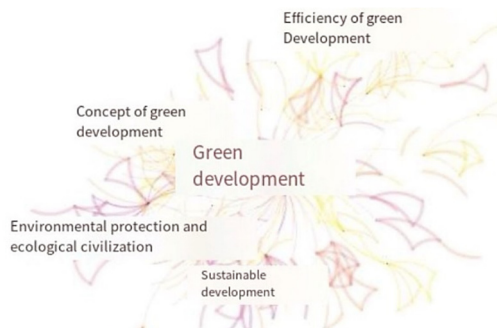 Efficiency of green
Development
Concept of green
development
Green
development
Environmental protection and
ecological civilization
Sustainable
development